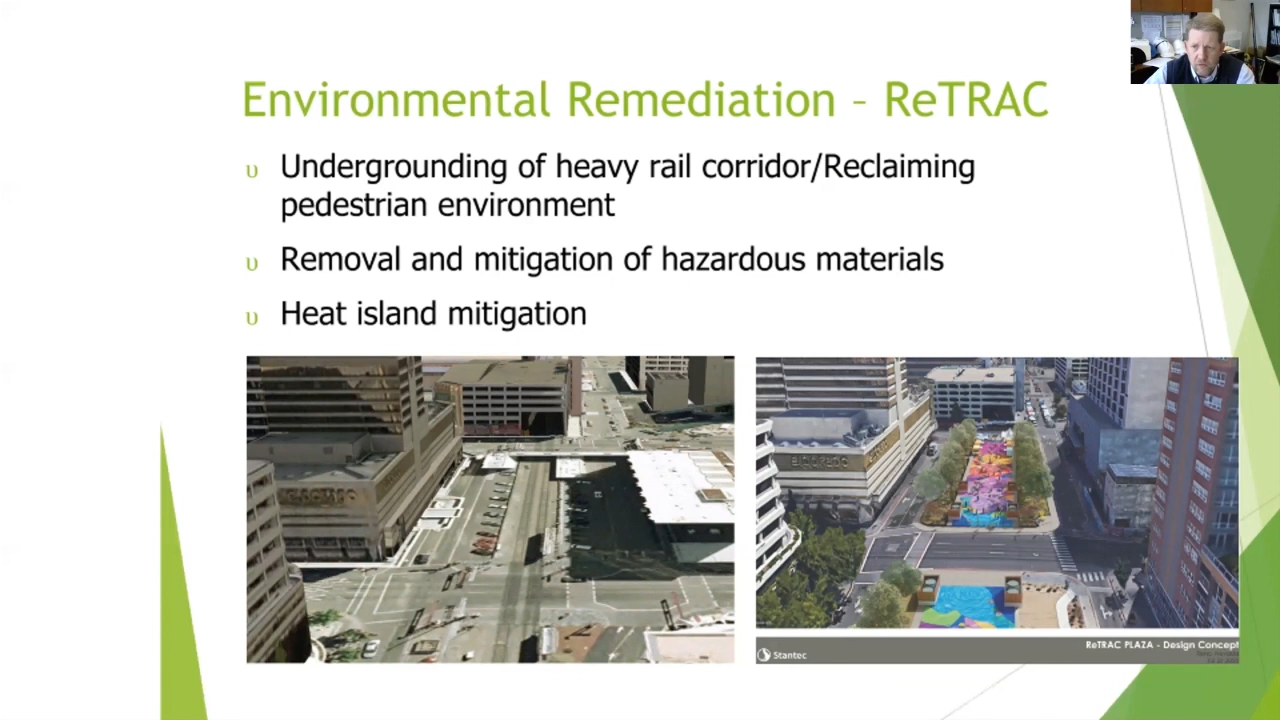 Environmental Remediation – ReTRAC
υ Undergrounding of heavy rail corridor/Reclaiming
pedestrian environment
υ Removal and mitigation of hazardous materials
υ Heat island mitigation
ELDORADO
ReTRAC PLAZA - Design Concept
Stantec